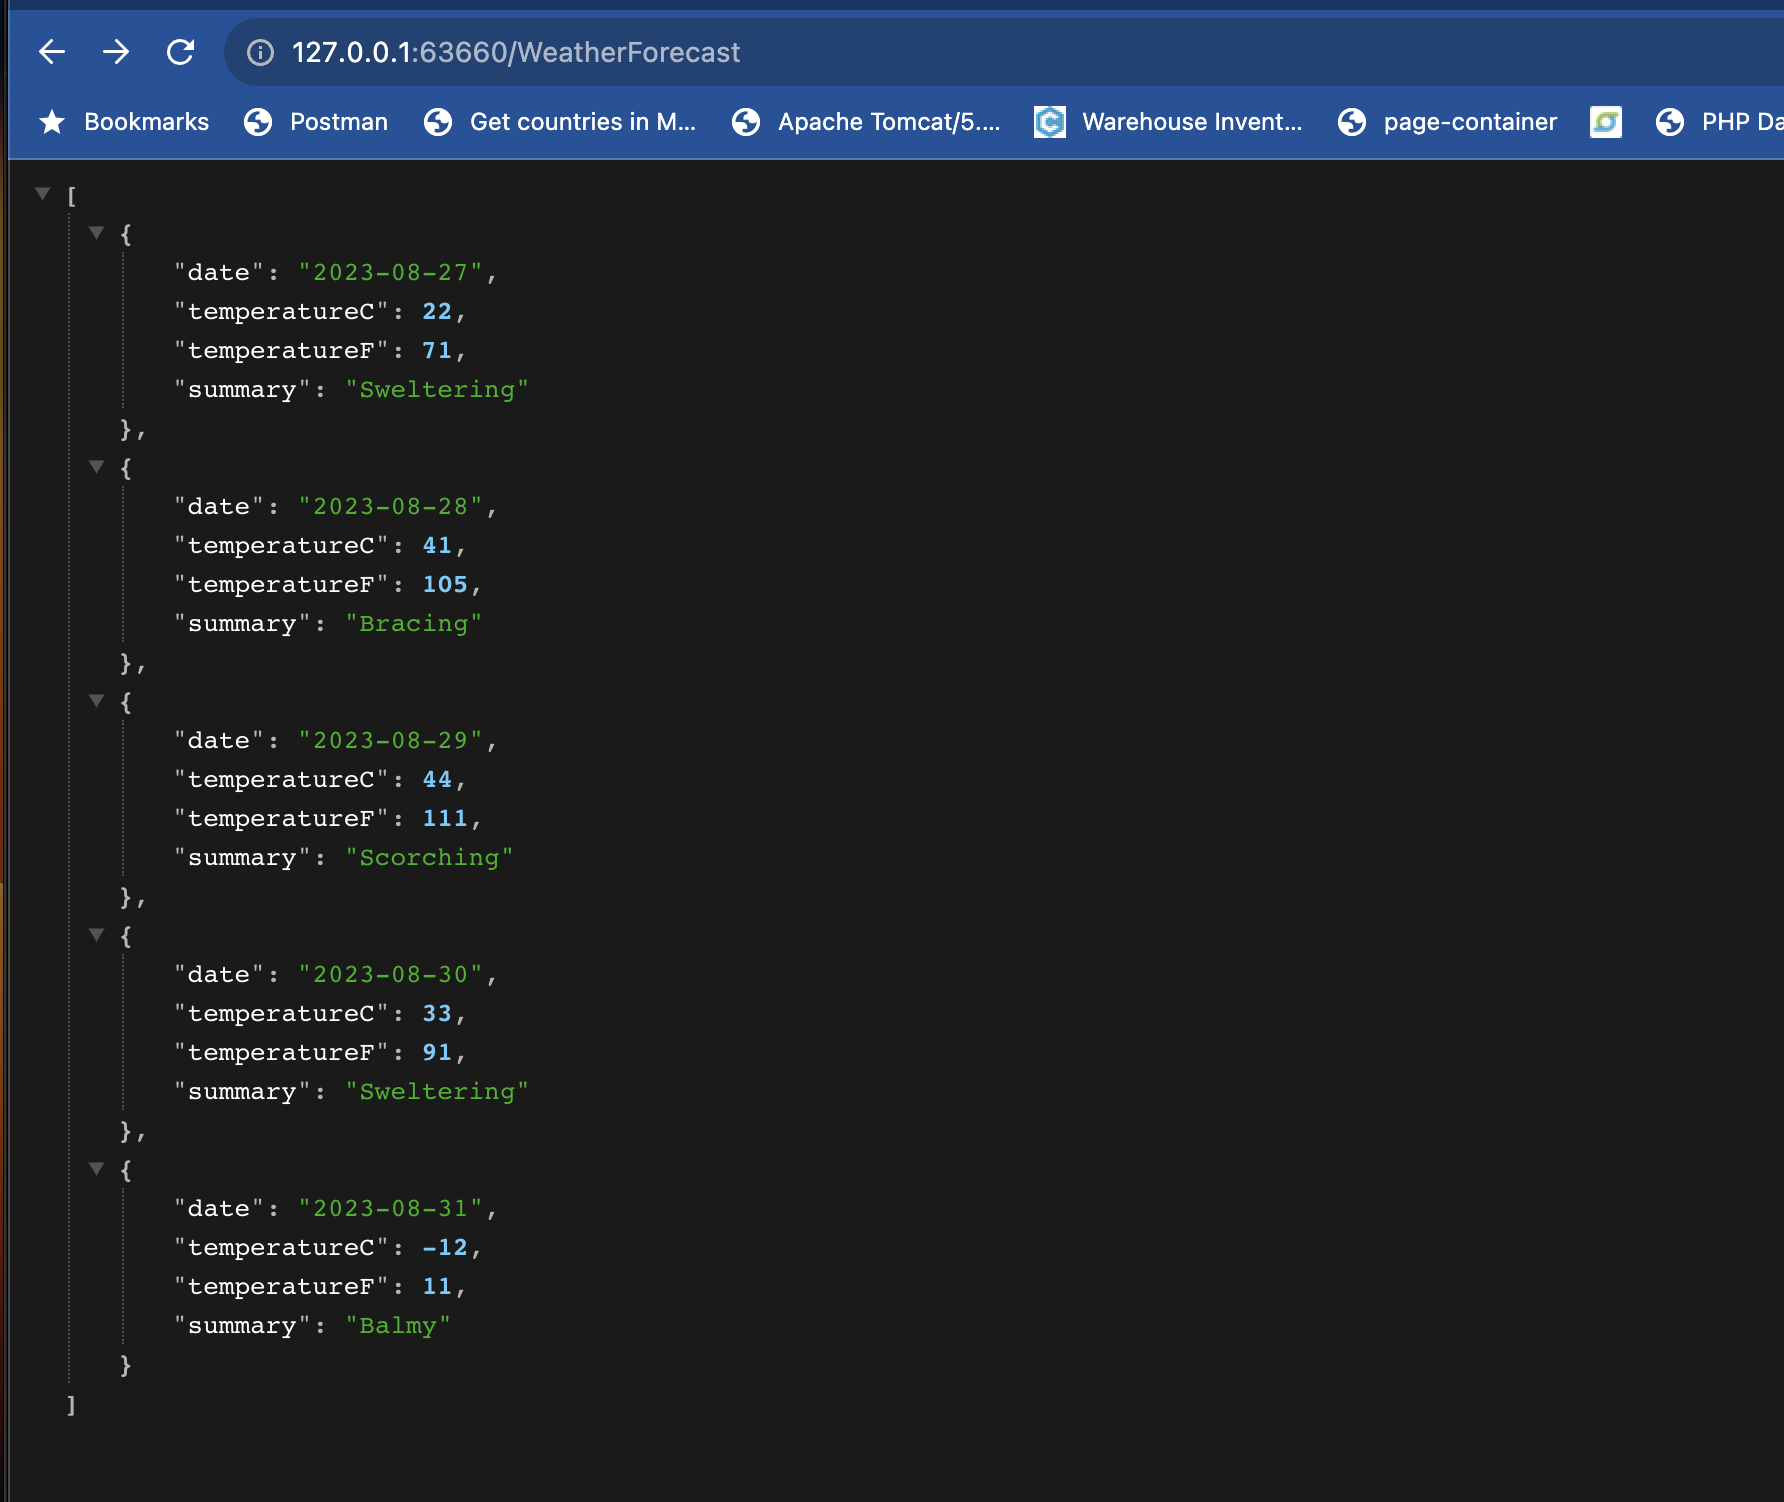 127.0.0.1:63660/WeatherForecast
Bookmarks Postman Get countries in M... Apache Tomcat/5.... Warehouse Invent... page-container PHP Da
[
{
"date": "2023-08-27",
"temperatureC": 22,
"temperatureF": 71,
"summary": "Sweltering"
},
{
"date": "2023-08-28",
"temperatureC": 41,
"temperatureF": 105,
"summary": "Bracing"
},
{
"date": "2023-08-29",
"temperatureC": 44,
"temperatureF": 111,
"summary": "Scorching"
},
{
"date": "2023-08-30",
"temperatureC": 33,
"temperatureF": 91,
"summary": "Sweltering"
},
{
"date": "2023-08-31",
"temperatureC": -12,
"temperatureF": 11,
"summary": "Balmy"
}
]